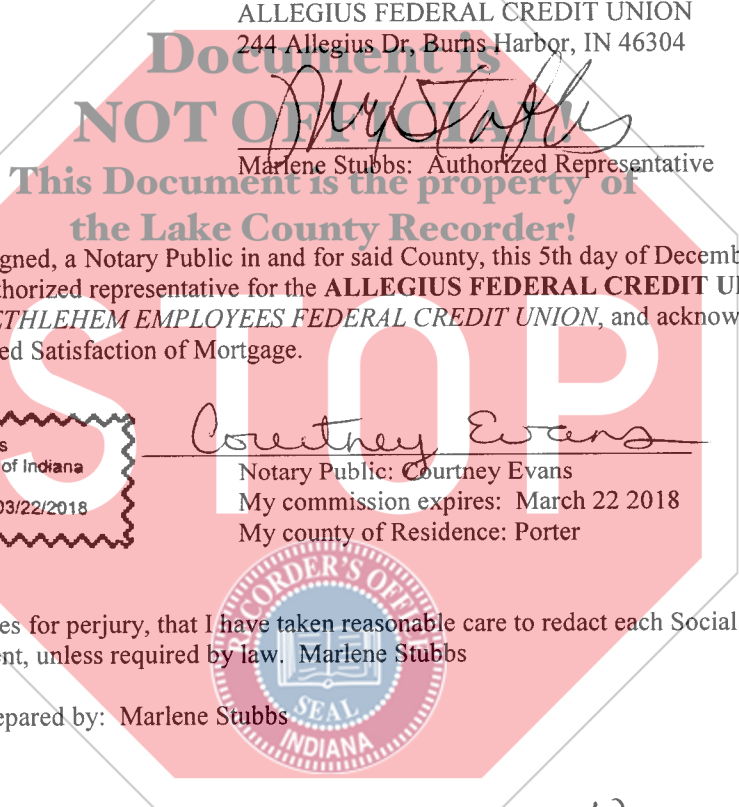 ALLEGIUS FEDERAL CREDIT UNION
244 Allegius Dr, Burns Harbor, IN 46304
Document is
NOT OFFICIAL!
Marlene Stubbs: Authorized Representative
This Document is the property of
the Lake County Recorder!
gned, a Notary Public in and for said County, this 5th day of Decemb
thorized representative for the ALLEGIUS FEDERAL CREDIT U
ETHLEHEM EMPLOYEES FEDERAL CREDIT UNION, and acknow
ed Satisfaction of Mortgage.
STOP
Courtney Evans
s
of Indiana
03/22/2018
Notary Public: Courtney Evans
My commission expires: March 22 2018
My county of Residence: Porter
RECORDER'S OFFICE
SEAL
INDIANA
es for perjury, that I have taken reasonable care to redact each Social
nt, unless required by law. Marlene Stubbs
epared by: Marlene Stubbs